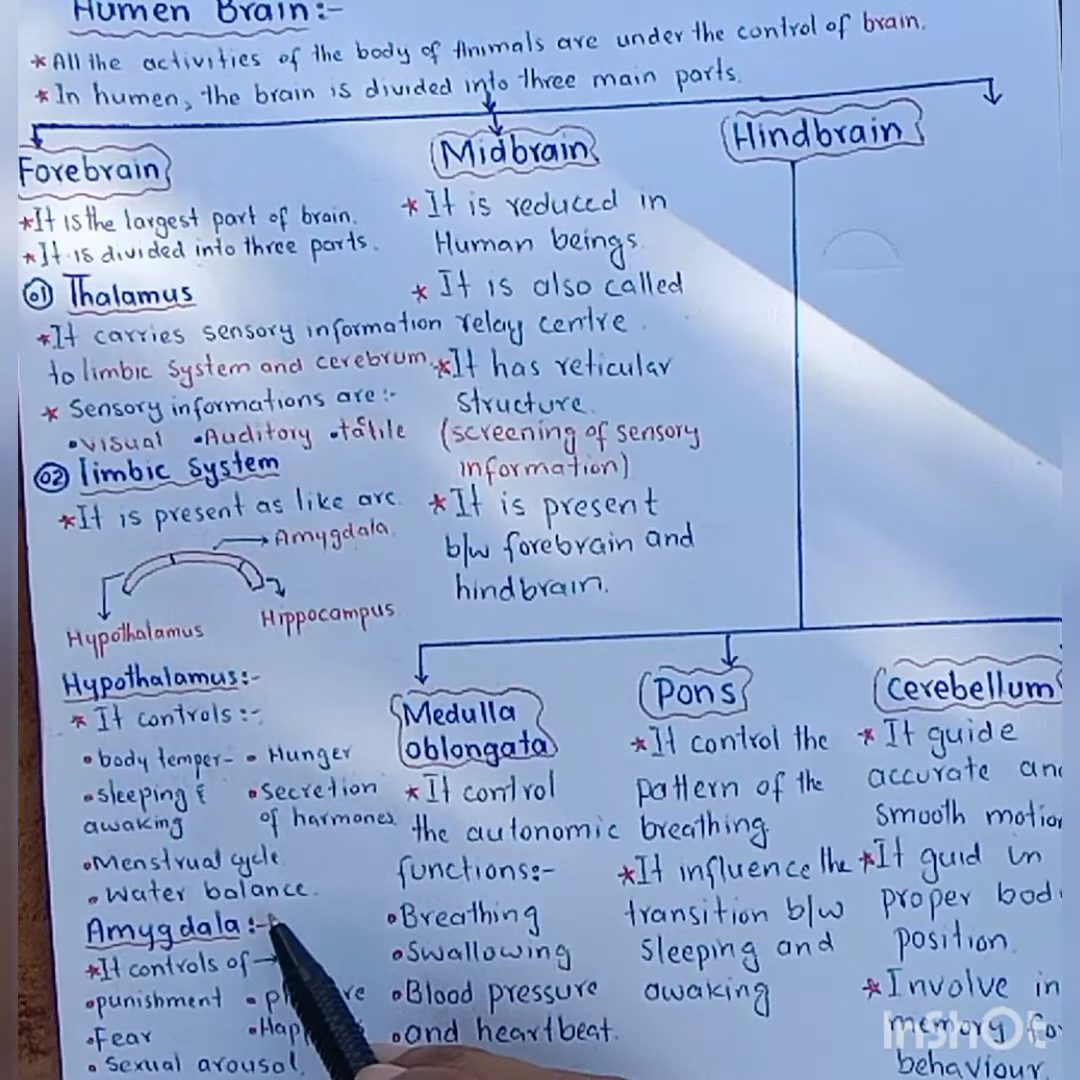 Humen Brain:-
*All the activities of the body of Animals are under the control of brain.
*In humen, the brain is divided into three main parts.
Forebrain
*It is the largest part of brain.
*It is divided into three parts.
01 Thalamus
*It carries sensory information
to limbic System and cerebrum.
* Sensory informations are:-
•visual •Auditory •tactile
02 limbic System
*It is present as like arc.
Amygdala.
Hypothalamus
Hippocampus
Hypothalamus:-
* It controls:-
•body temper- • Hunger
•sleeping & •secretion
awaking of harmones.
•Menstrual cycle
•Water balance.
Amygdala:-
*It controls of →
•punishment
•Fear
•Sexual arousal.
Midbrain
*It is reduced in
Human beings.
* It is also called
relay centre.
*It has reticular
structure.
(screening of sensory
information)
*It is present
b/w forebrain and
hindbrain.
Hindbrain
Medulla
oblongata
*It control
the autonomic
functions:-
•Breathing
•Swallowing
•Blood pressure
•and heartbeat.
Pons
*It control the
pattern of the
breathing.
*It influence the
transition b/w
sleeping and
awaking
Cerebellum
*It guide
accurate and
smooth motion
*It guid in
proper body
position.
*Involve in
memory for
behaviour.
InShOt